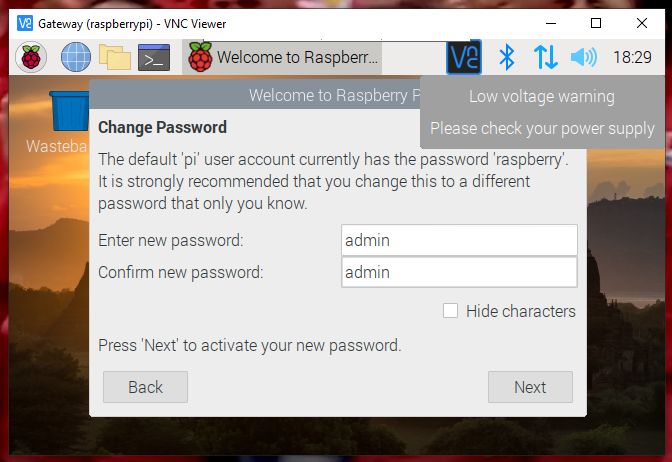 Gateway (raspberrypi) - VNC Viewer
Welcome to Raspberr...
18:29
Welcome to Raspberry P
Low voltage warning
Please check your power supply
Wasteba
Change Password
The default 'pi' user account currently has the password 'raspberry'.
It is strongly recommended that you change this to a different
password that only you know.
Enter new password:
admin
Confirm new password:
admin
Hide characters
Press 'Next' to activate your new password.
Back
Next